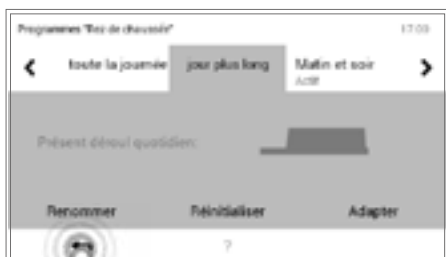 Programmes "Rez de chaussée" 17:03
toute la journée jour plus long Matin et soir
Actif
Présent déroul quotidien:
Renommer Réinitialiser Adapter
?